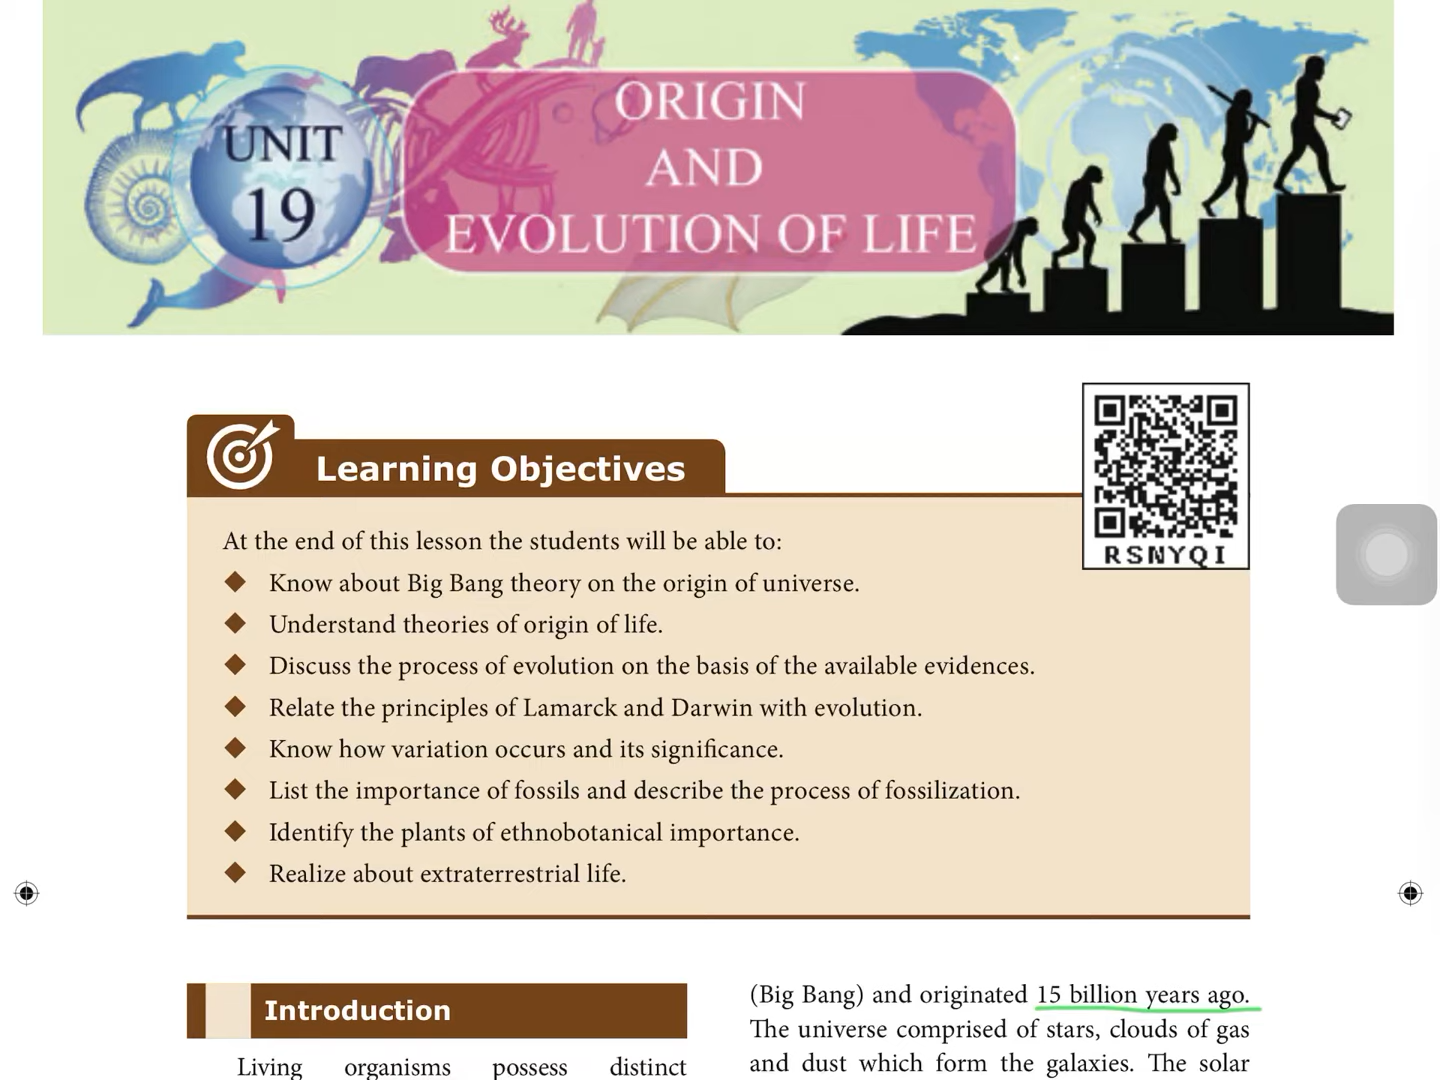 UNIT
19
ORIGIN
AND
EVOLUTION OF LIFE
RSNYQI
Learning Objectives
At the end of this lesson the students will be able to:
Know about Big Bang theory on the origin of universe.
Understand theories of origin of life.
Discuss the process of evolution on the basis of the available evidences.
Relate the principles of Lamarck and Darwin with evolution.
Know how variation occurs and its significance.
List the importance of fossils and describe the process of fossilization.
Identify the plants of ethnobotanical importance.
Realize about extraterrestrial life.
Introduction
Living organisms possess distinct
(Big Bang) and originated 15 billion years ago.
The universe comprised of stars, clouds of gas
and dust which form the galaxies. The solar